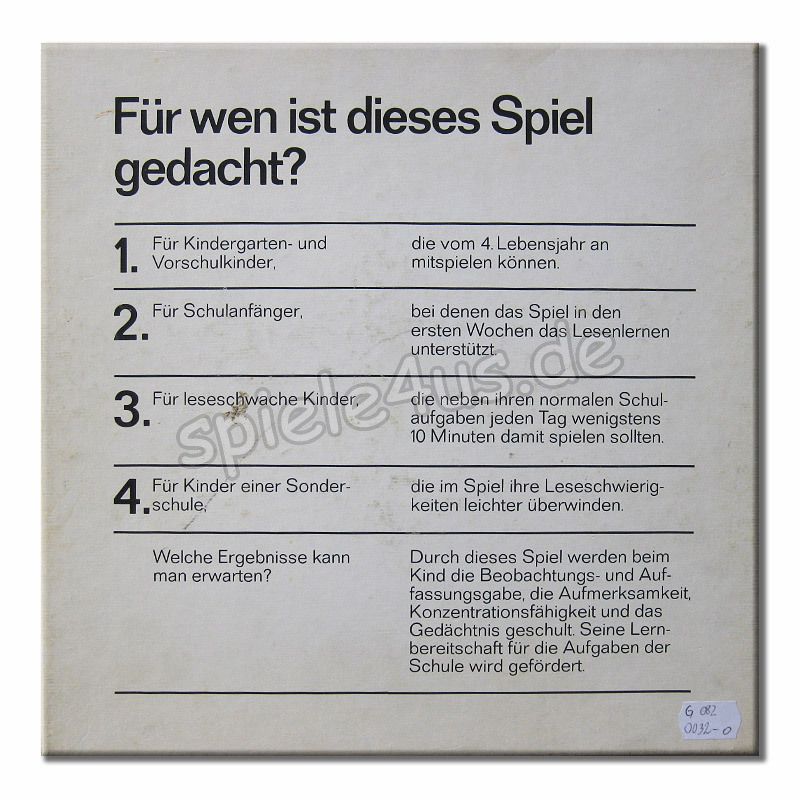 Für wen ist dieses Spiel
gedacht?
1. Für Kindergarten- und
Vorschulkinder,
die vom 4. Lebensjahr an
mitspielen können.
2. Für Schulanfänger,
bei denen das Spiel in den
ersten Wochen das Lesenlernen
unterstützt.
3. Für leseschwache Kinder,
die neben ihren normalen Schul-
aufgaben jeden Tag wenigstens
10 Minuten damit spielen sollten.
4. Für Kinder einer Sonder-
schule,
die im Spiel ihre Leseschwierig-
keiten leichter überwinden.
Welche Ergebnisse kann
man erwarten?
Durch dieses Spiel werden beim
Kind die Beobachtungs- und Auf-
fassungsgabe, die Aufmerksamkeit,
Konzentrationsfähigkeit und das
Gedächtnis geschult. Seine Lern-
bereitschaft für die Aufgaben der
Schule wird gefördert.
spiele4us.de
G 082
0032-0